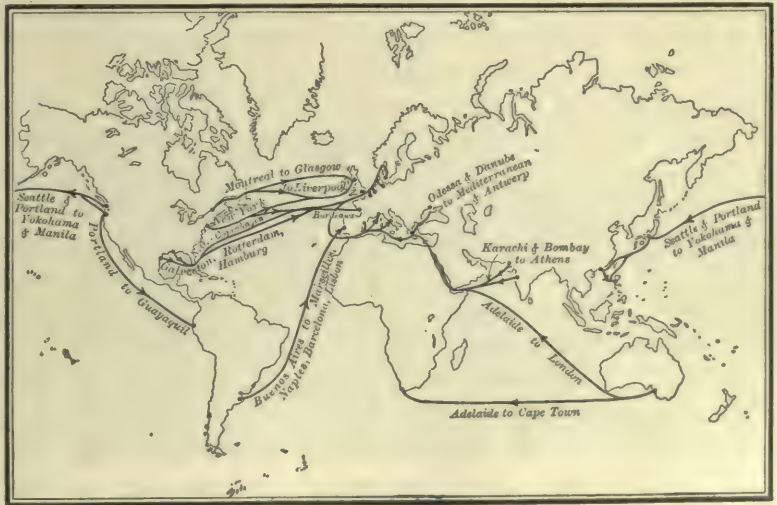 Montreal to Glasgow
to Liverpool
New York
Bordeaux
Galveston,
Rotterdam,
Hamburg
Odessa & Danube
to Mediterranean
& Antwerp
Seattle &
Portland to
Yokohama
& Manila
Portland to Guayaquil
Buenos Aires to Marseille,
Naples, Barcelona, Lisbon
Karachi & Bombay
to Athens
Seattle & Portland
to Yokohama &
Manila
Adelaide to London
Adelaide to Cape Town